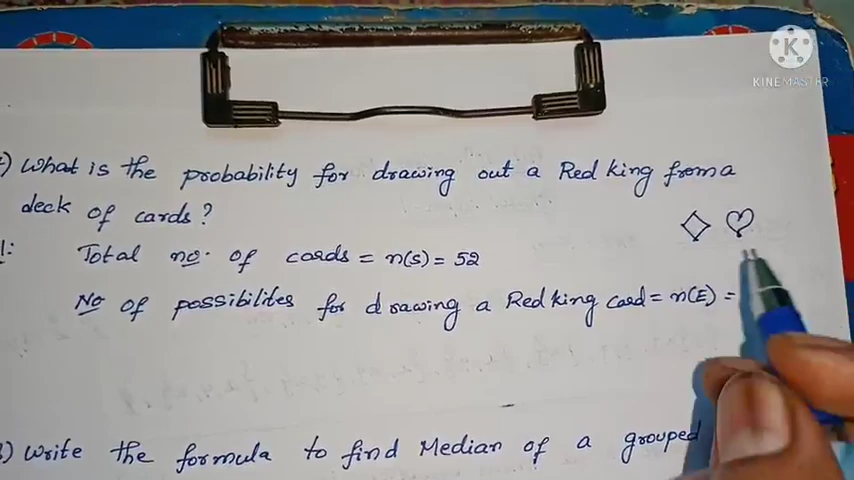 KINEMASTER
) What is the probability for drawing out a Red king from a
deck of cards?
Total no. of cards = n(S) = 52
No of possibilites for drawing a Red king card = n(E) =
) Write the formula to find Median of a grouped